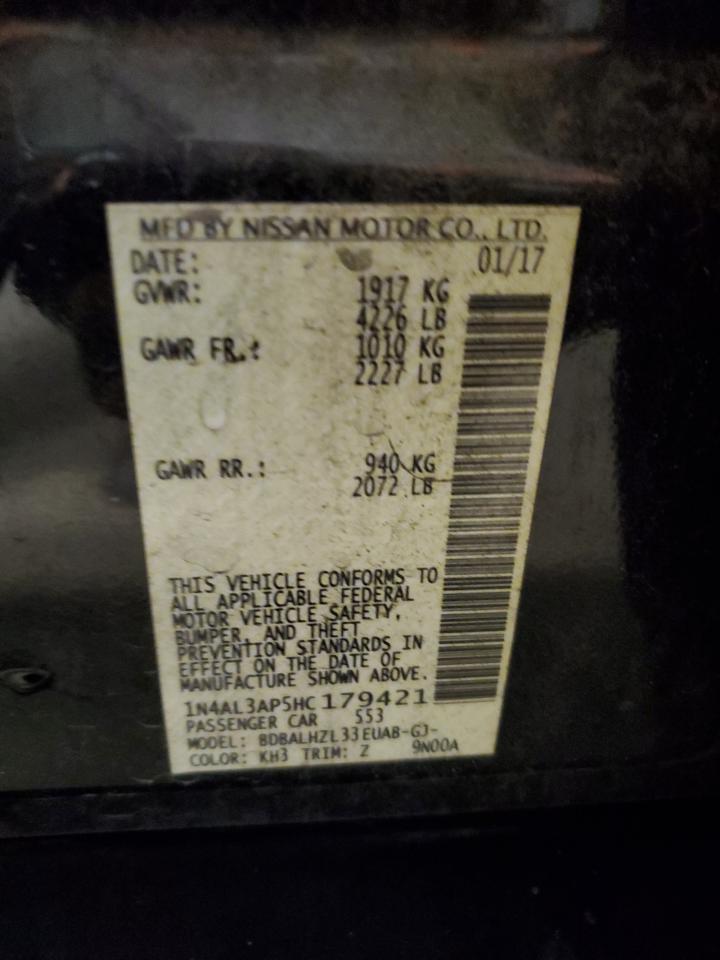 MFD BY NISSAN MOTOR CO., LTD.
DATE: 01/17
GVWR: 1917 KG
4226 LB
GAWR FR.: 1010 KG
2227 LB
GAWR RR.: 940 KG
2072 LB
THIS VEHICLE CONFORMS TO
ALL APPLICABLE FEDERAL
MOTOR VEHICLE SAFETY,
BUMPER, AND THEFT
PREVENTION STANDARDS IN
EFFECT ON THE DATE OF
MANUFACTURE SHOWN ABOVE.
1N4AL3AP5HC179421
PASSENGER CAR 553
MODEL: BDBALHZL33EUAB-GJ-
COLOR: KH3 TRIM: Z 9N00A